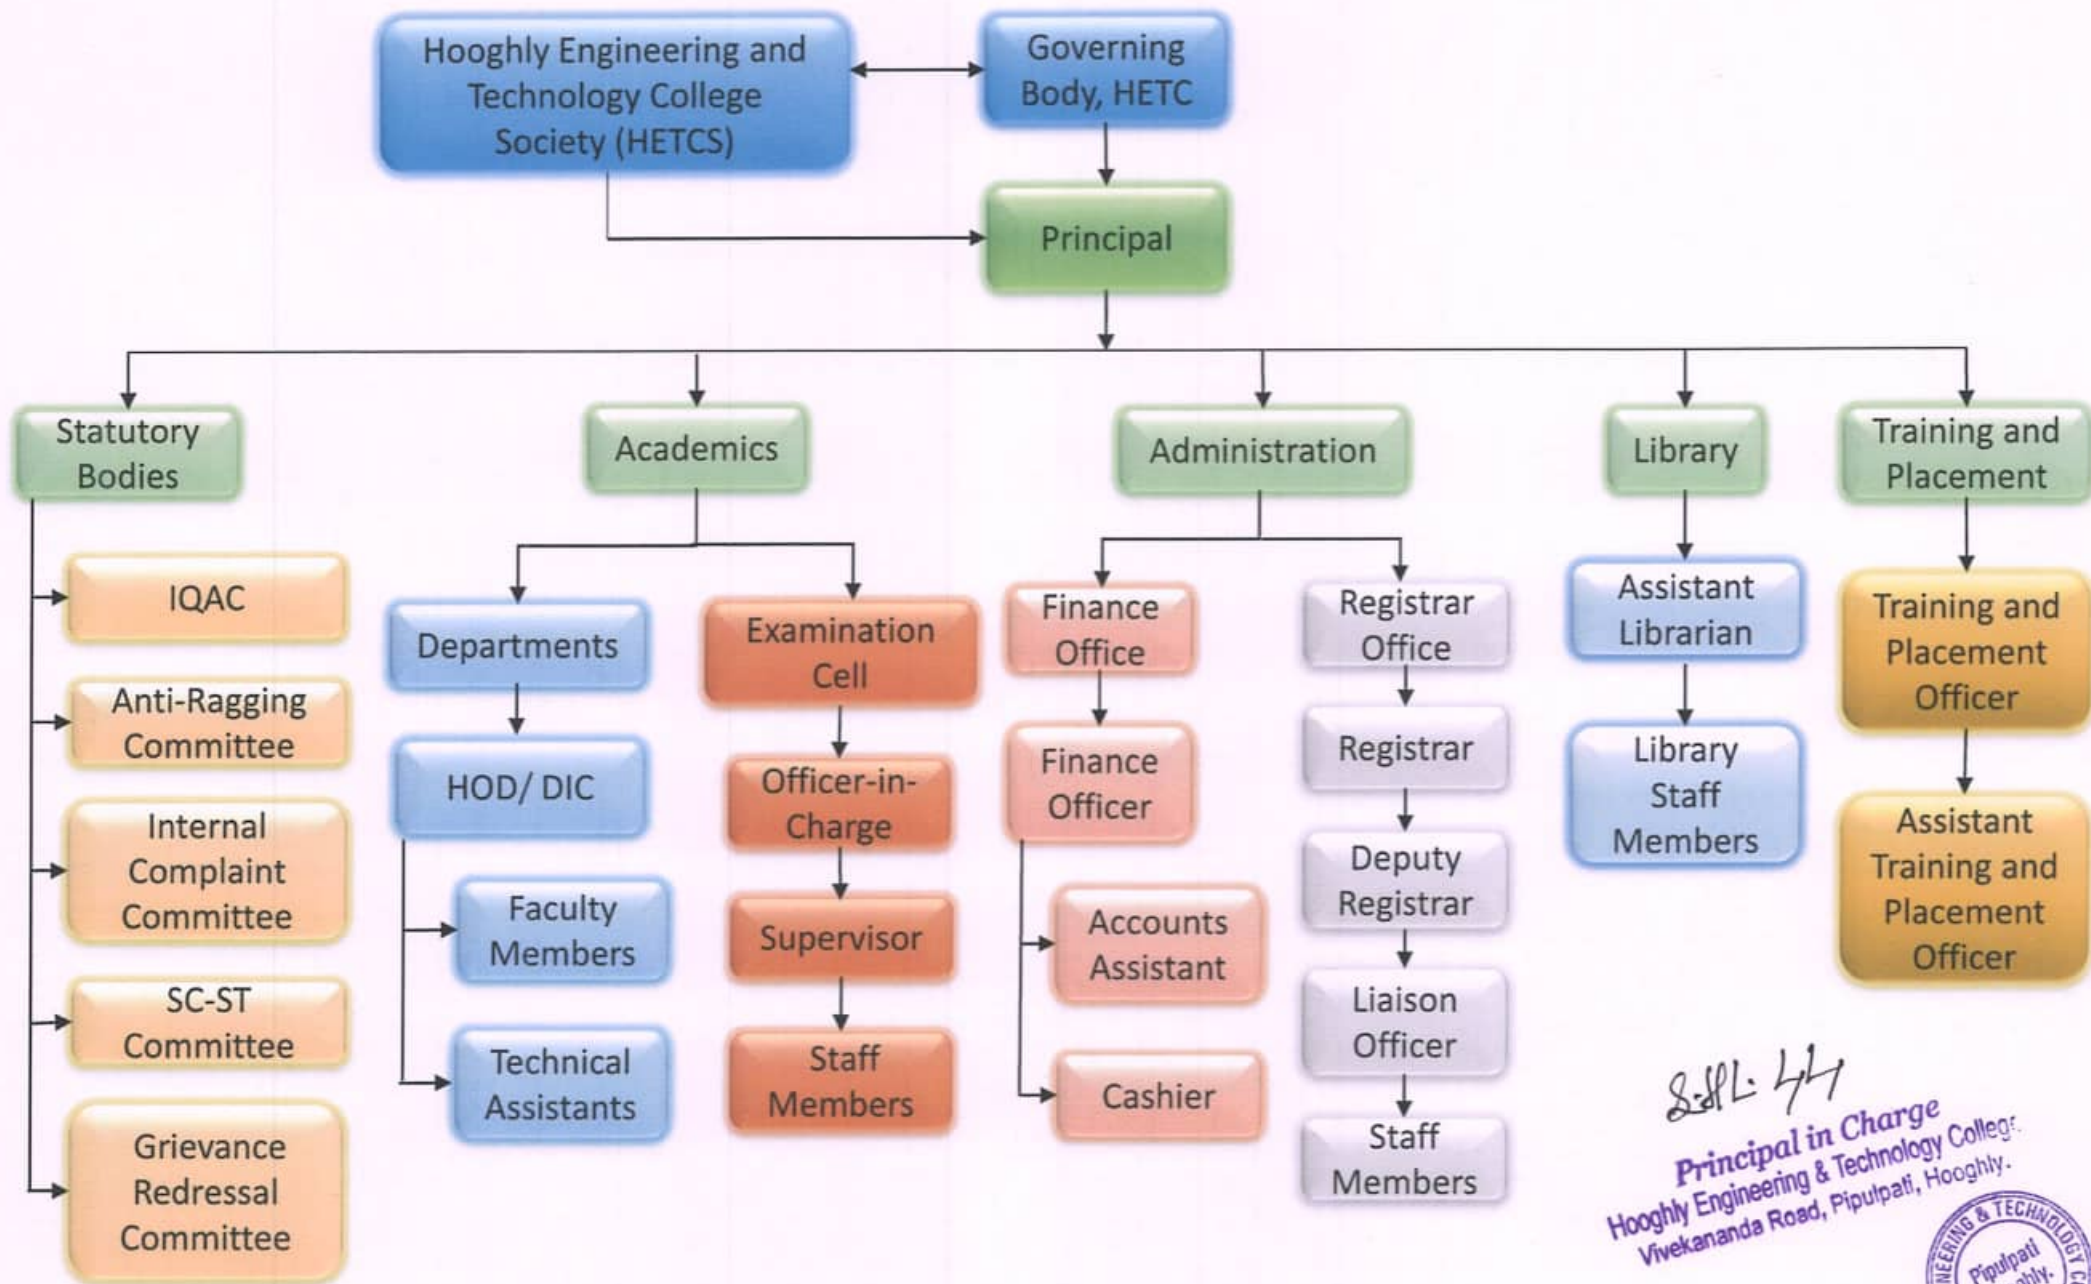 Hooghly Engineering and
Technology College
Society (HETCS)
Governing
Body, HETC
Principal
Statutory
Bodies
Academics
Administration
Library
Training and
Placement
IQAC
Anti-Ragging
Committee
Internal
Complaint
Committee
SC-ST
Committee
Grievance
Redressal
Committee
Departments
HOD/ DIC
Faculty
Members
Technical
Assistants
Examination
Cell
Officer-in-
Charge
Supervisor
Staff
Members
Finance
Office
Finance
Officer
Accounts
Assistant
Cashier
Registrar
Office
Registrar
Deputy
Registrar
Liaison
Officer
Staff
Members
Assistant
Librarian
Library
Staff
Members
Training and
Placement
Officer
Assistant
Training and
Placement
Officer
Principal in Charge
Hooghly Engineering & Technology College
Vivekananda Road, Pipulpati, Hooghly.
& TECHNOLOGY
Pipulpati